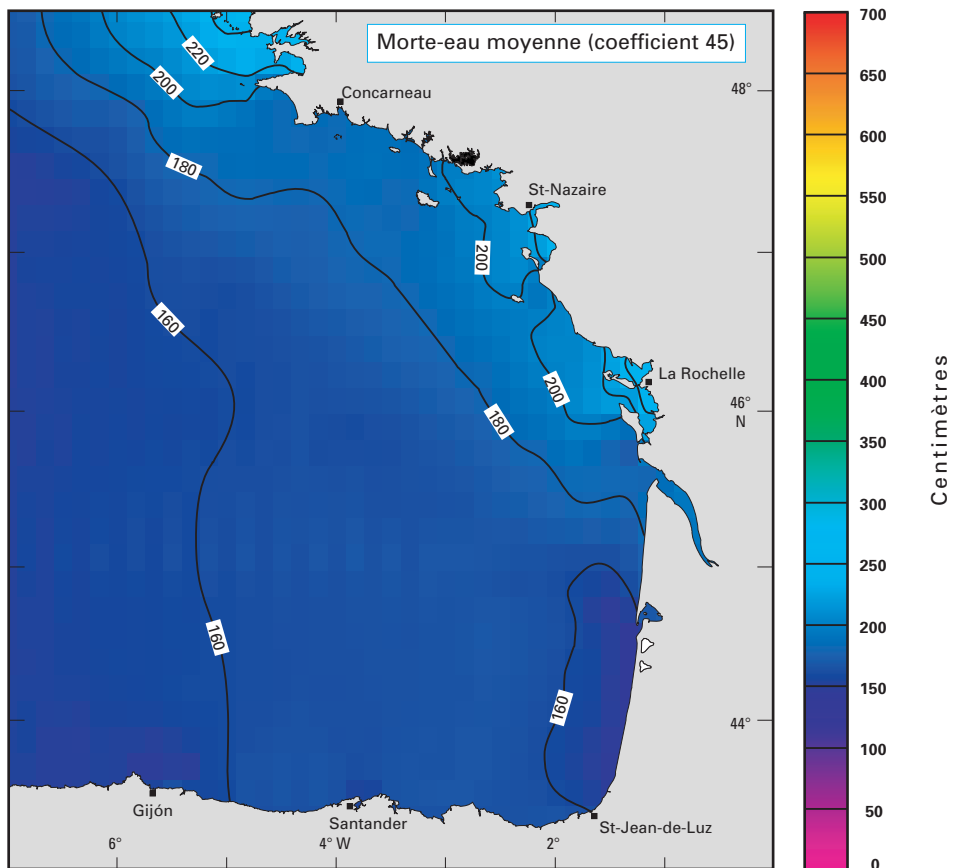 Morte-eau moyenne (coefficient 45)
220
200
180
160
Concarneau
St-Nazaire
200
La Rochelle
200
180
160
160
Gijón
Santander
St-Jean-de-Luz
48°
46°
N
44°
6°
4° W
2°
700
650
600
550
500
450
400
350
300
250
200
150
100
50
0
Centimètres